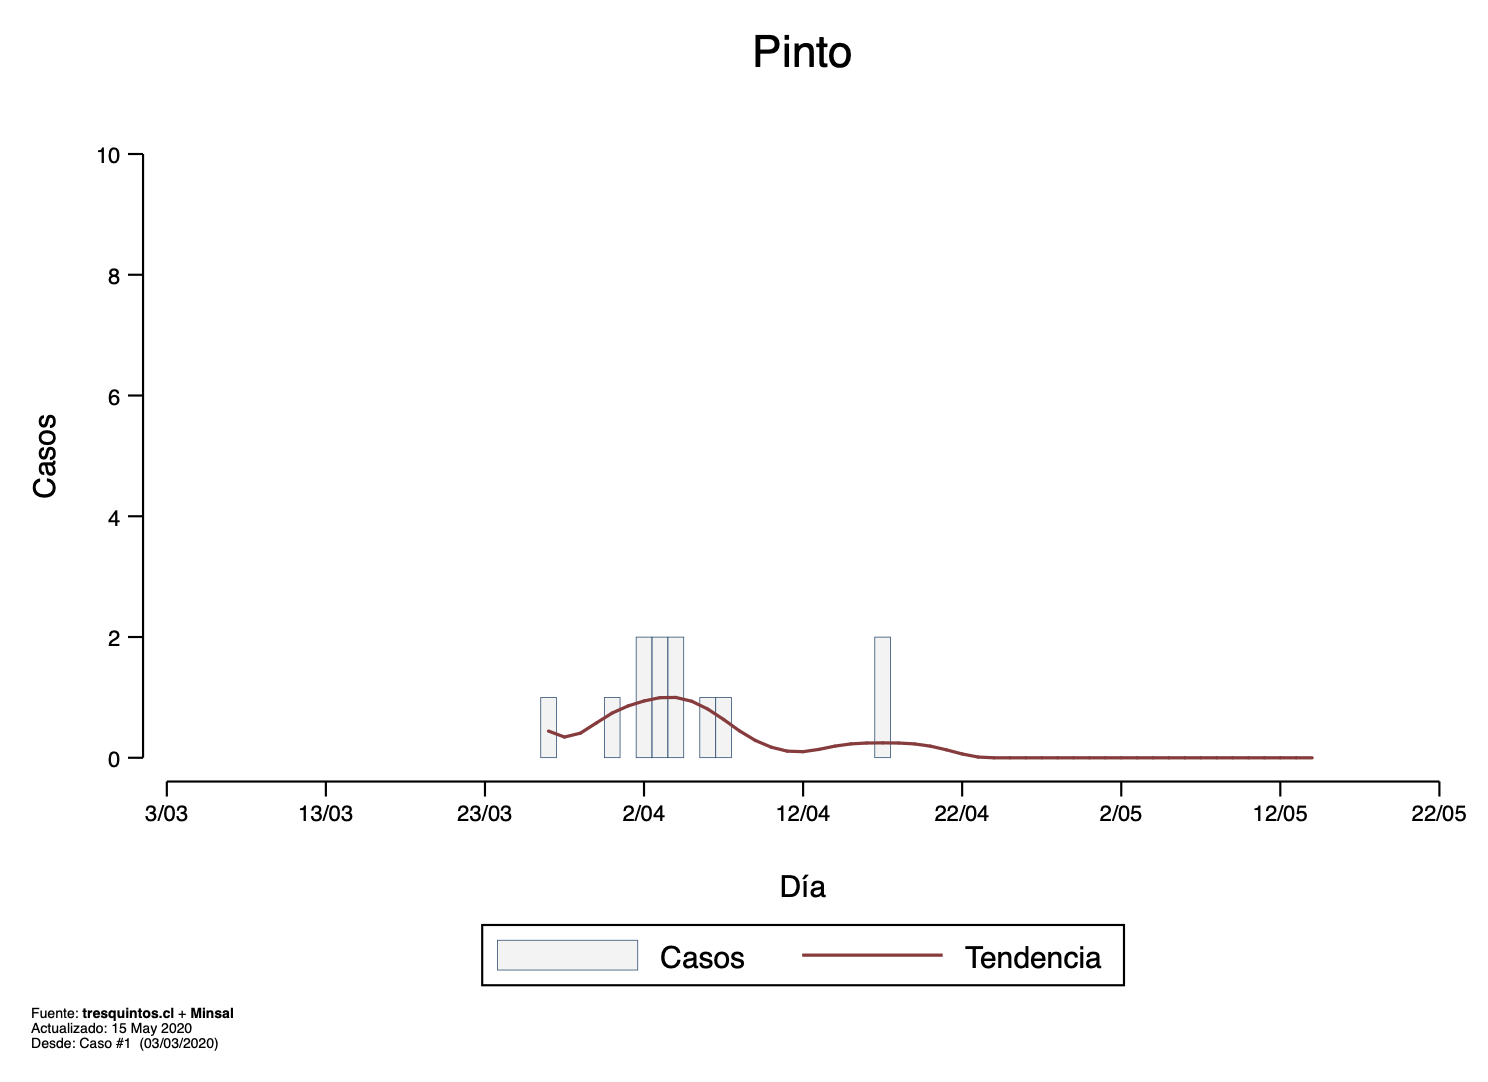 Pinto
10
8
6
4
2
0
Casos
3/03 13/03 23/03 2/04 12/04 22/04 2/05 12/05 22/05
Día
Casos Tendencia
Fuente: tresquintos.cl + Minsal
Actualizado: 15 May 2020
Desde: Caso #1 (03/03/2020)